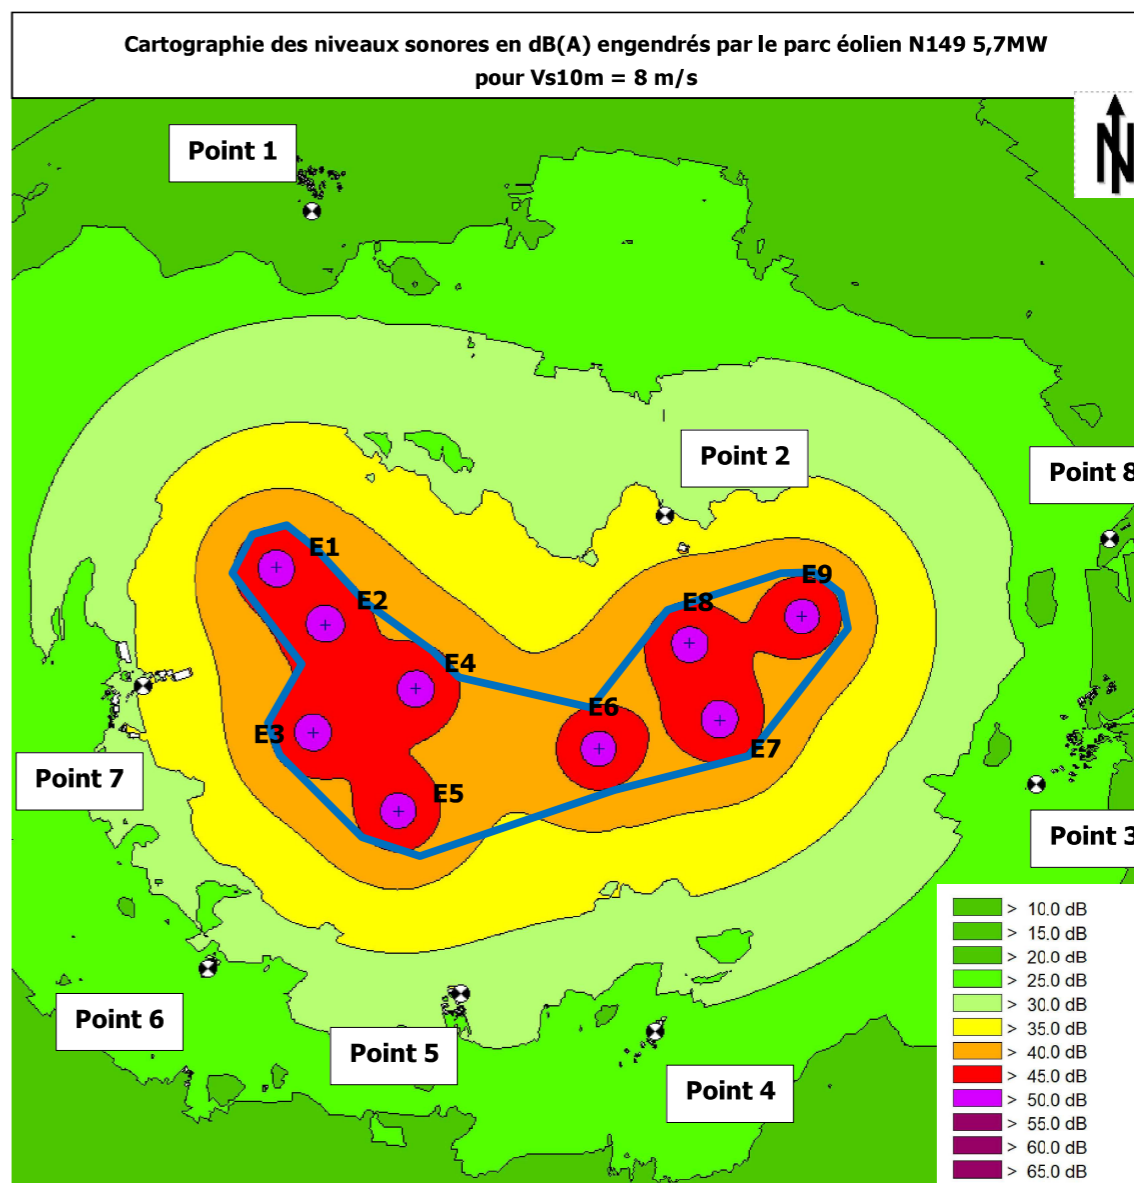 Cartographie des niveaux sonores en dB(A) engendrés par le parc éolien N149 5,7MW
pour Vs10m = 8 m/s
N
Point 1
Point 2
Point 8
E1
E2
E9
E8
E4
E6
E3
E7
Point 7
E5
Point 3
Point 6
Point 5
Point 4
> 10.0 dB
> 15.0 dB
> 20.0 dB
> 25.0 dB
> 30.0 dB
> 35.0 dB
> 40.0 dB
> 45.0 dB
> 50.0 dB
> 55.0 dB
> 60.0 dB
> 65.0 dB